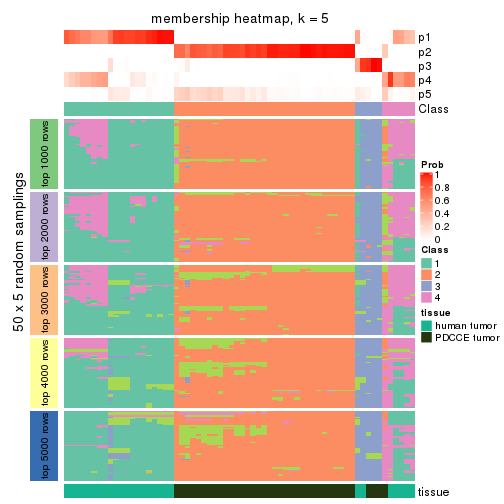 membership heatmap, k = 5
p1
p2
p3
p4
p5
Class
50 x 5 random samplings
top 1000 rows
top 2000 rows
top 3000 rows
top 4000 rows
top 5000 rows
Prob
1
0.8
0.6
0.4
0.2
0
Class
1
2
3
4
tissue
human tumor
PDCCE tumor
tissue